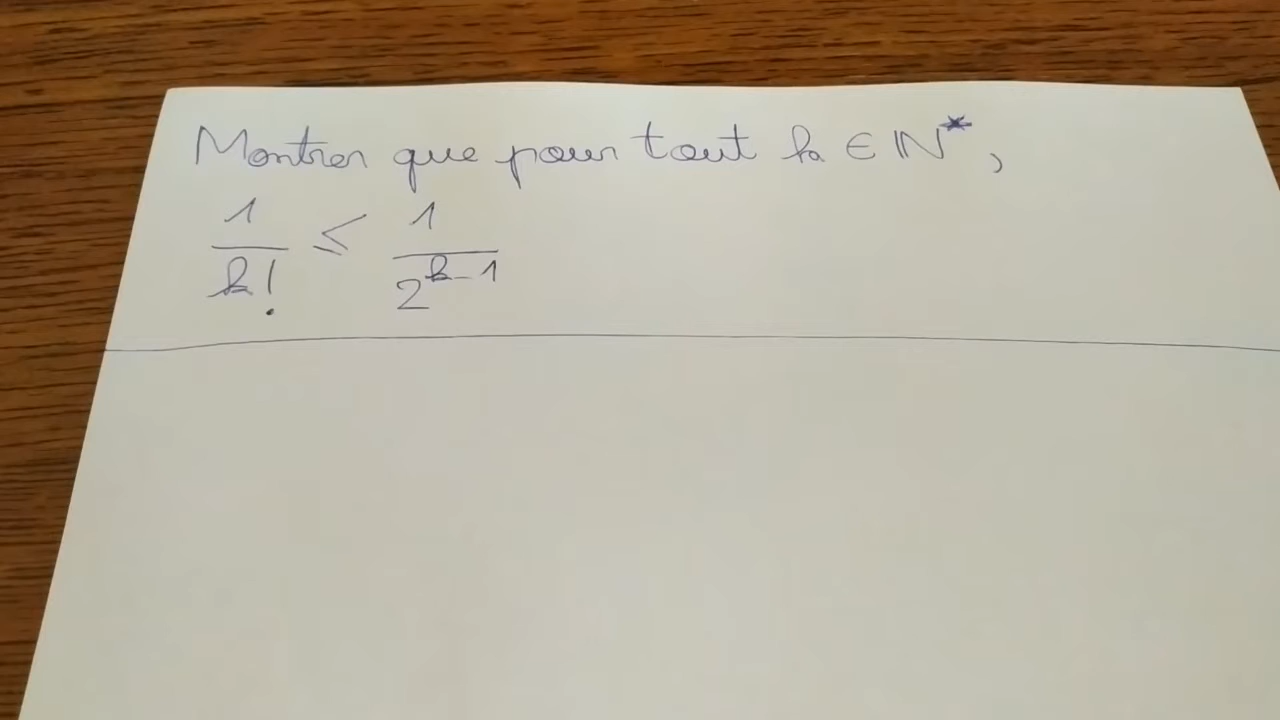 Montrer que pour tout k ∈ ℕ*,
1/k! ≤ 1/2^(k-1)